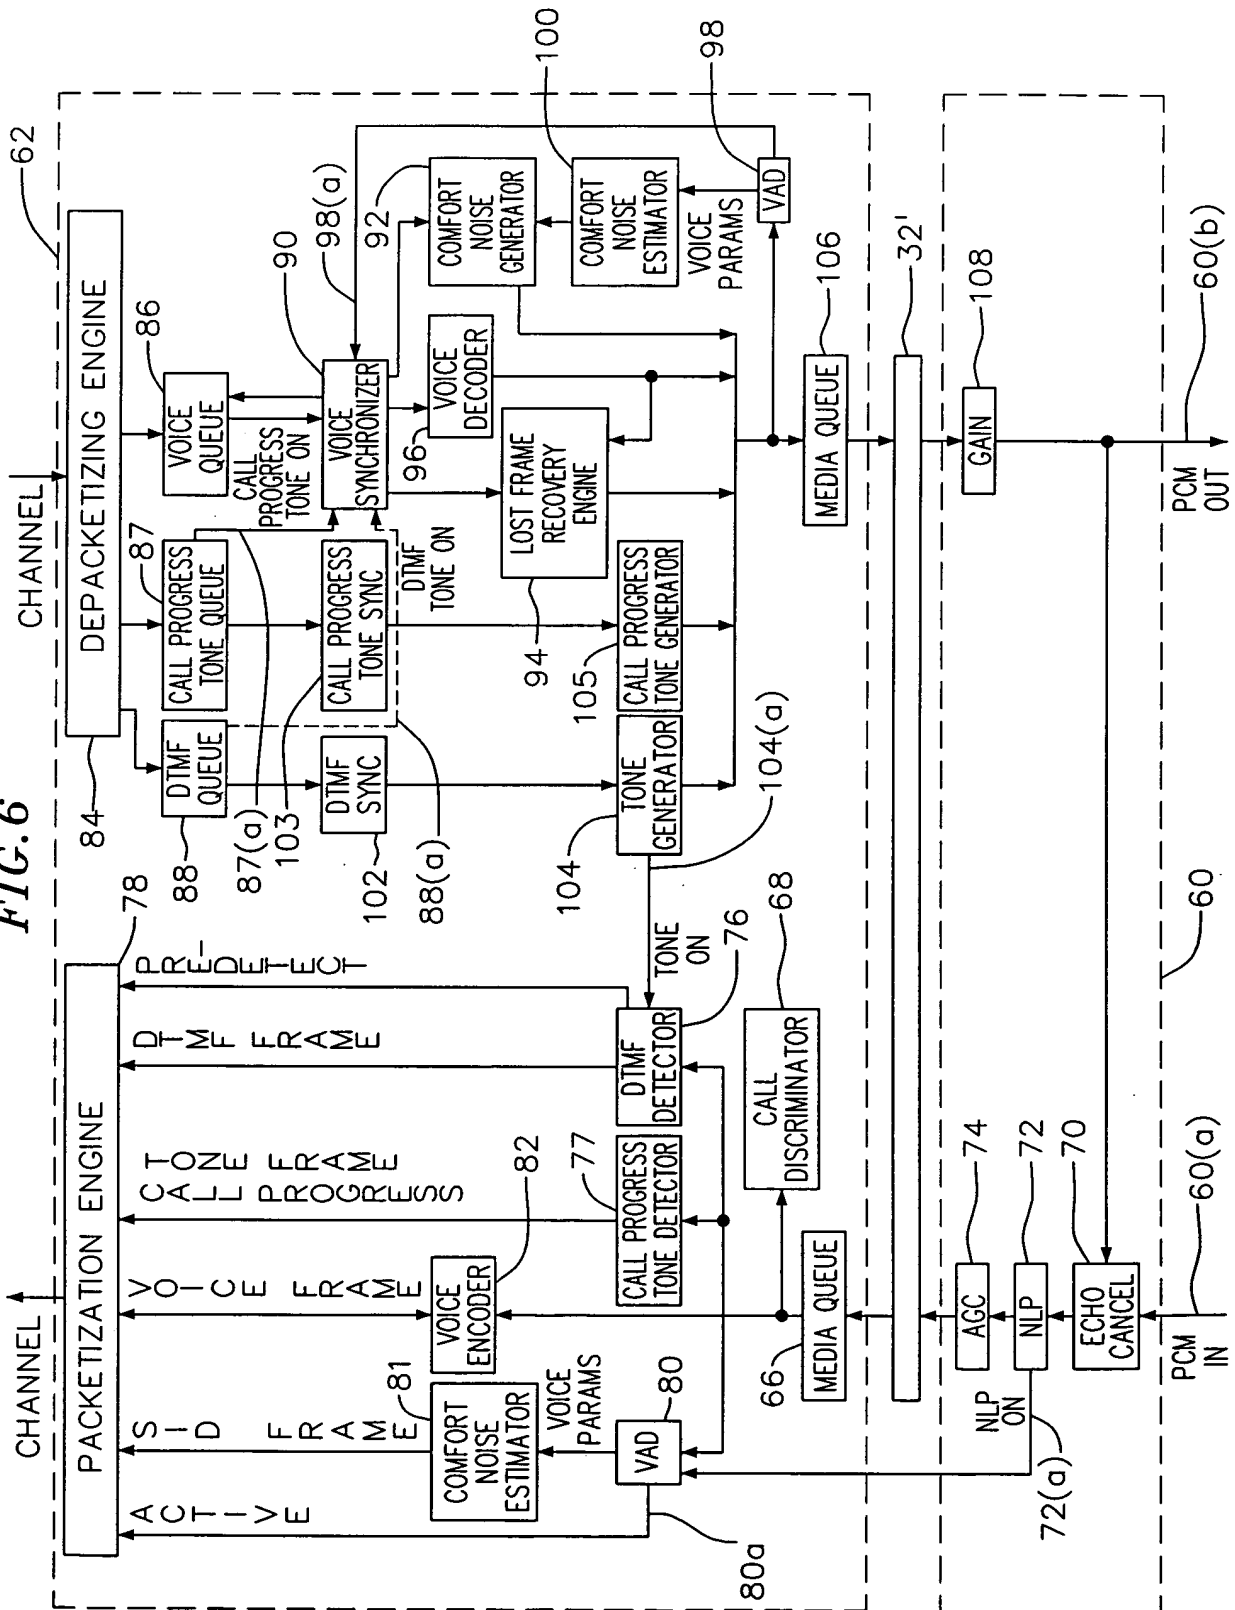 FIG. 6
CHANNEL
PACKETIZATION ENGINE
78
ACTIVE
SID FRAME
VOICE FRAME
CALL PROGRESS
TONE FRAME
DTMF FRAME
PRE-DETECT
COMFORT
NOISE
ESTIMATOR
81
VOICE
ENCODER
82
VOICE
PARAMS
VAD
80
80a
CALL PROGRESS
TONE DETECTOR
77
DTMF
DETECTOR
76
TONE
ON
CALL
DISCRIMINATOR
68
MEDIA QUEUE
66
AGC
74
NLP
72
NLP
ON
72(a)
ECHO
CANCEL
70
PCM
IN
60(a)
60
CHANNEL
62
DEPACKETIZING ENGINE
84
DTMF
QUEUE
88
CALL PROGRESS
TONE QUEUE
87
VOICE
QUEUE
86
CALL
PROGRESS
TONE ON
87(a)
103
DTMF
SYNC
102
88(a)
CALL PROGRESS
TONE SYNC
VOICE
SYNCHRONIZER
90
98(a)
DTMF
TONE ON
VOICE
DECODER
96
COMFORT
NOISE
GENERATOR
92
LOST FRAME
RECOVERY
ENGINE
94
COMFORT
NOISE
ESTIMATOR
100
VOICE
PARAMS
TONE
GENERATOR
104
104(a)
CALL PROGRESS
TONE GENERATOR
105
VAD
98
MEDIA QUEUE
106
32'
GAIN
108
PCM
OUT
60(b)